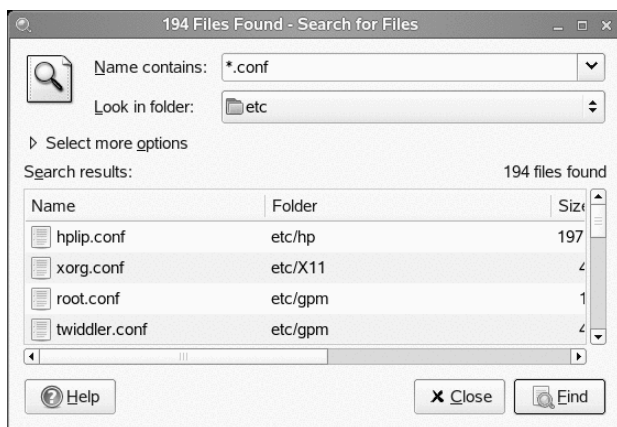 194 Files Found - Search for Files
Name contains: *.conf
Look in folder: etc
Select more options
Search results: 194 files found
Name Folder
hplip.conf etc/hp 197
xorg.conf etc/X11
root.conf etc/gpm 1
twiddler.conf etc/gpm
Help Close Find